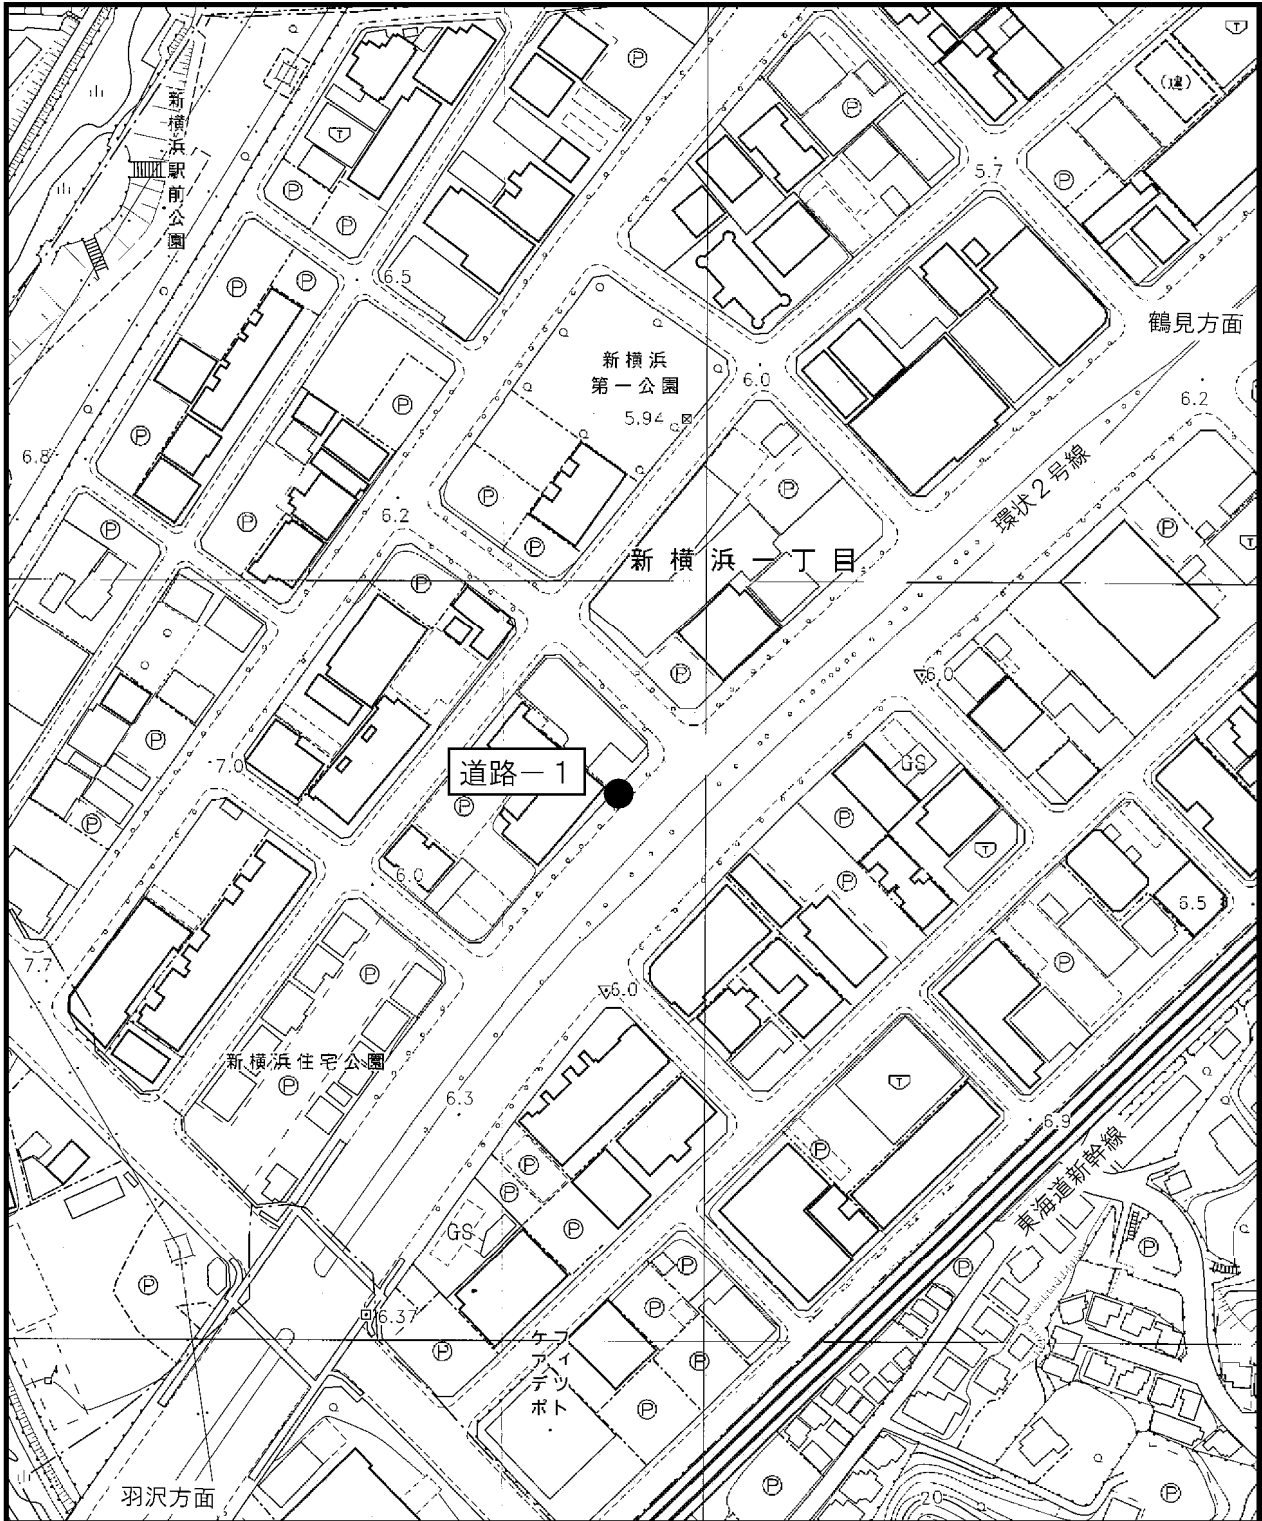 新横浜駅前公園
(建)
5.7
6.5
鶴見方面
新横浜
第一公園
6.0
5.94
6.2
6.8
環状2号線
6.2
新横浜一丁目
6.0
7.0
道路-1
GS
6.0
6.5
7.7
6.0
新横浜住宅公園
6.3
6.9
東海道新幹線
GS
6.37
ケアデポ
フィット
羽沢方面
20